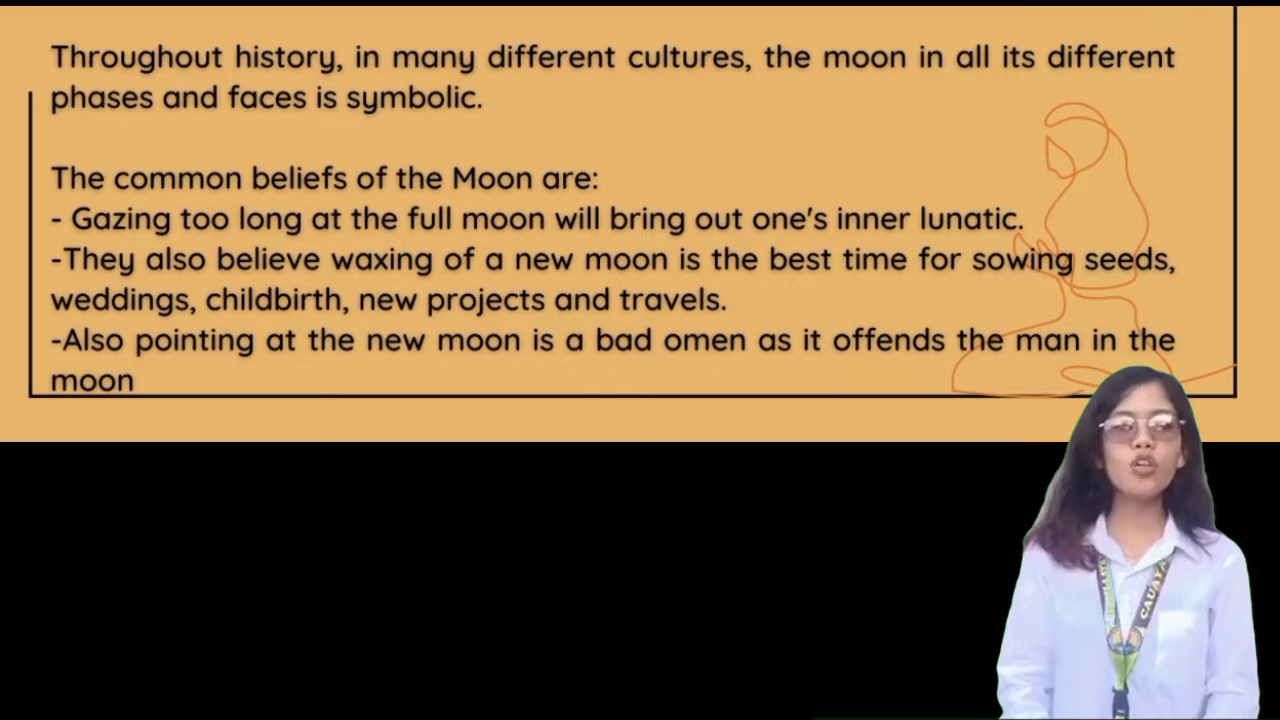 Throughout history, in many different cultures, the moon in all its different
phases and faces is symbolic.
The common beliefs of the Moon are:
- Gazing too long at the full moon will bring out one's inner lunatic.
-They also believe waxing of a new moon is the best time for sowing seeds,
weddings, childbirth, new projects and travels.
-Also pointing at the new moon is a bad omen as it offends the man in the
moon